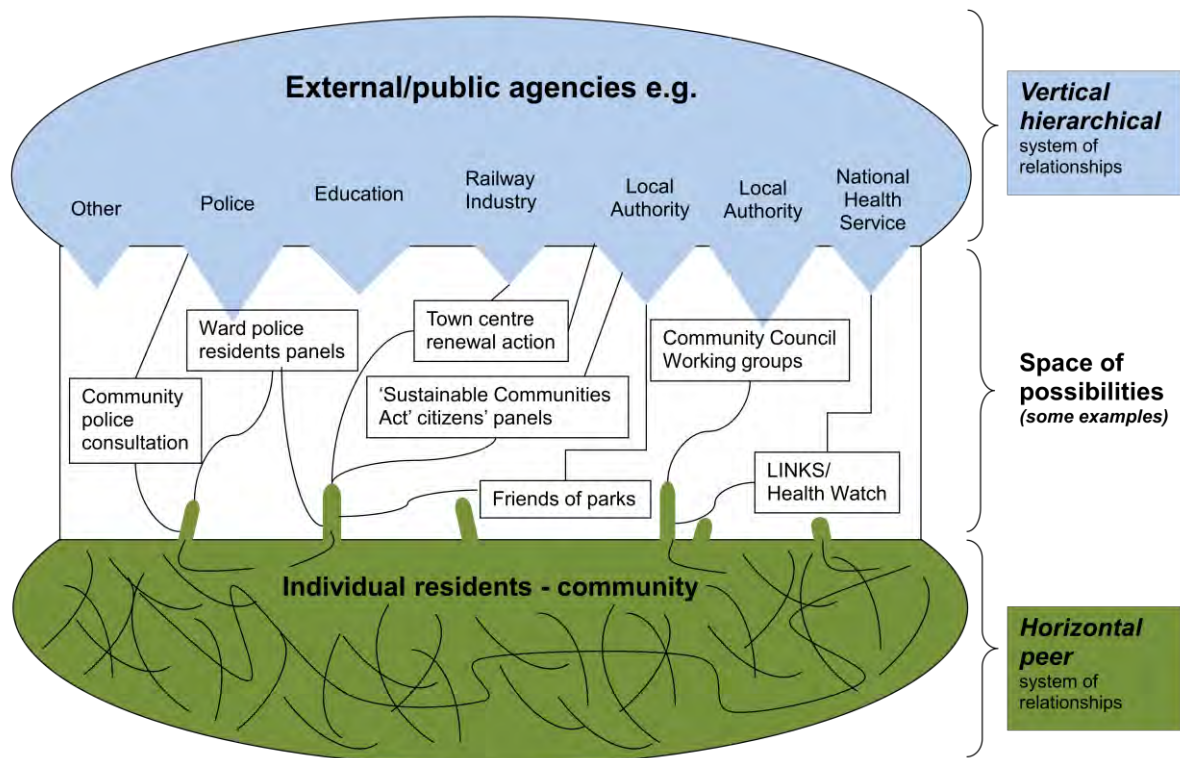 External/public agencies e.g.
Other
Police
Education
Railway
Industry
Local
Authority
Local
Authority
National
Health
Service
Vertical
hierarchical
system of
relationships
Ward police
residents panels
Town centre
renewal action
Community Council
Working groups
Community
police
consultation
‘Sustainable Communities
Act’ citizens’ panels
Friends of parks
LINKS/
Health Watch
Space of
possibilities
(some examples)
Individual residents - community
Horizontal
peer
system of
relationships